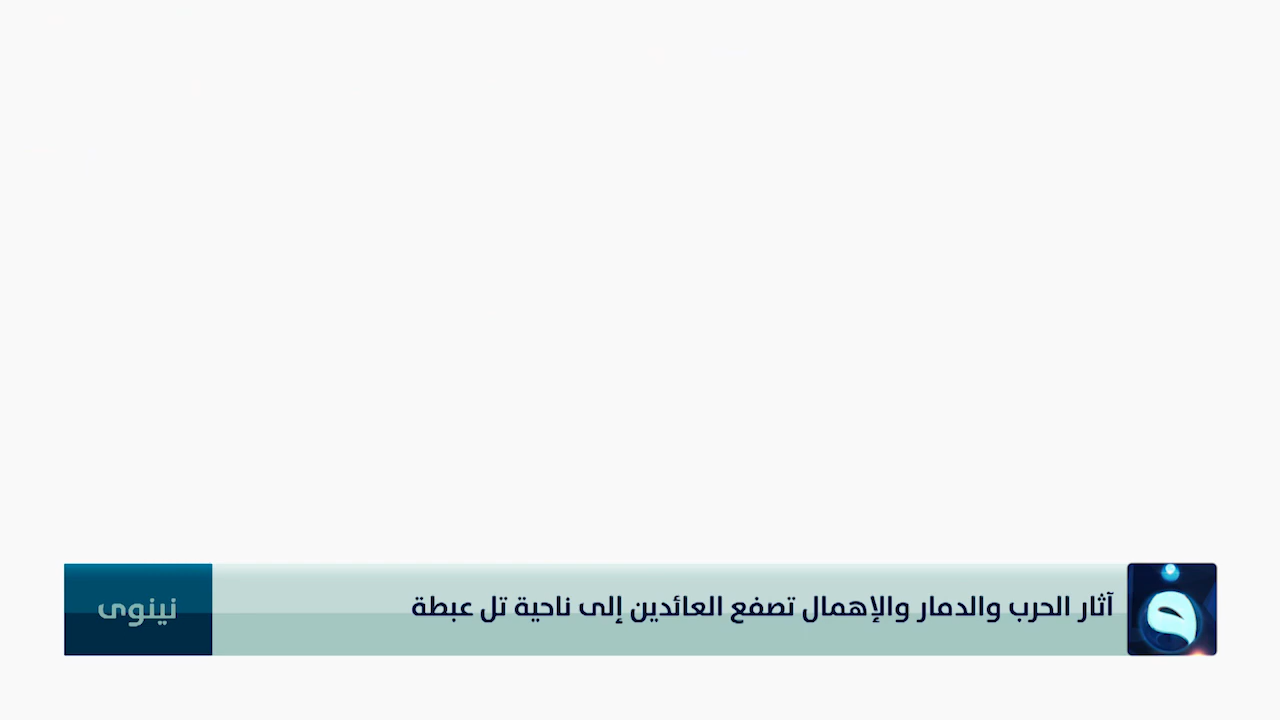 آثار الحرب والدمار والإهمال تصفع العائدين إلى ناحية تل عبطة
نينوى